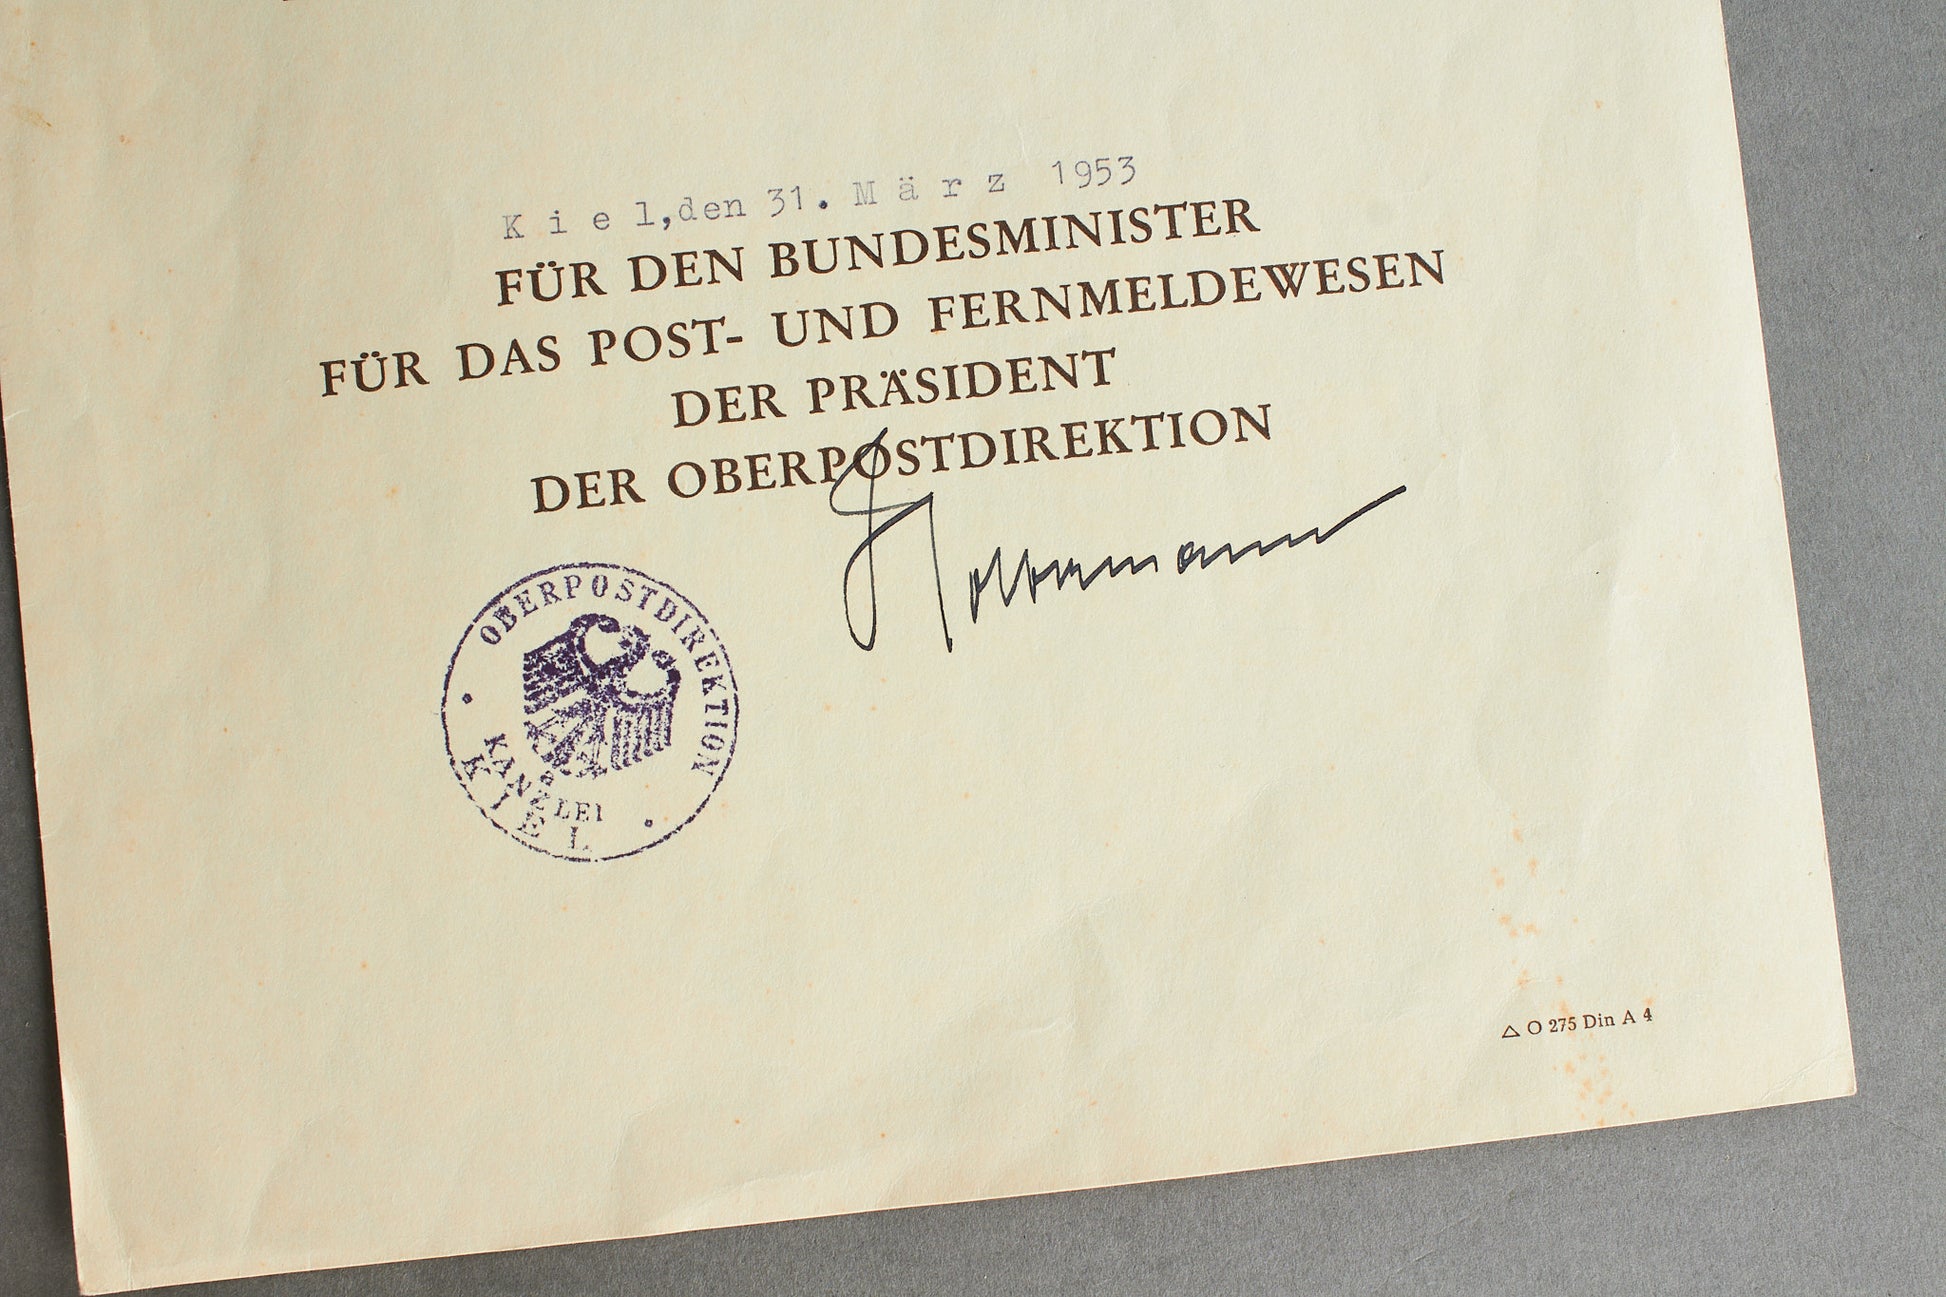 K i e l,den 31. M ä r z 1953
FÜR DEN BUNDESMINISTER
FÜR DAS POST- UND FERNMELDEWESEN
DER PRÄSIDENT
DER OBERPOSTDIREKTION
OBERPOSTDIREKTION
KANZLEI
KIEL
△ O 275 Din A 4